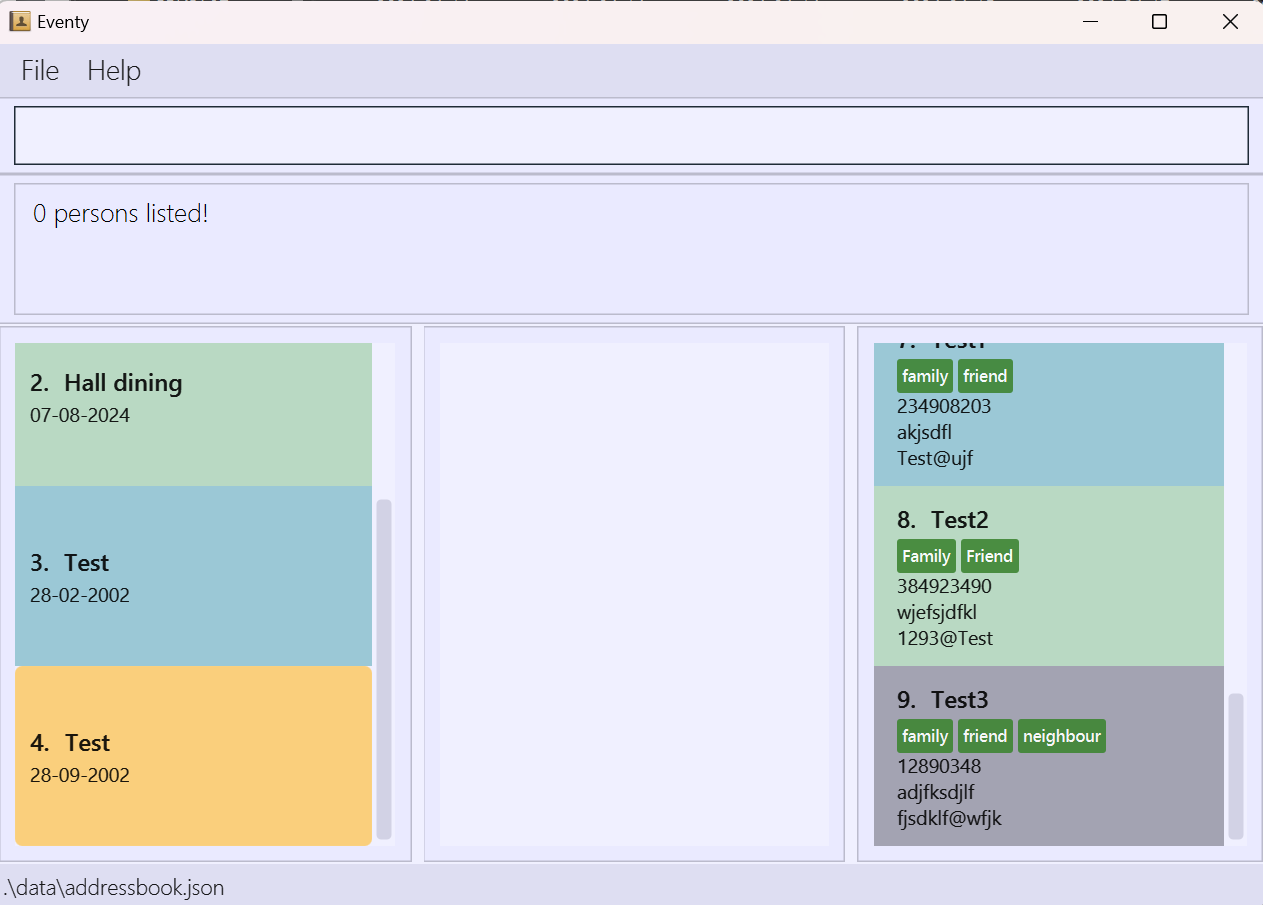 Eventy
File Help
0 persons listed!
2. Hall dining
07-08-2024
3. Test
28-02-2002
4. Test
28-09-2002
7. Test1
family friend
234908203
akjsdfl
Test@ujf
8. Test2
Family Friend
384923490
wjefsjdfkl
1293@Test
9. Test3
family friend neighbour
12890348
adjfksdjlf
fjsdklf@wfjk
.\data\addressbook.json